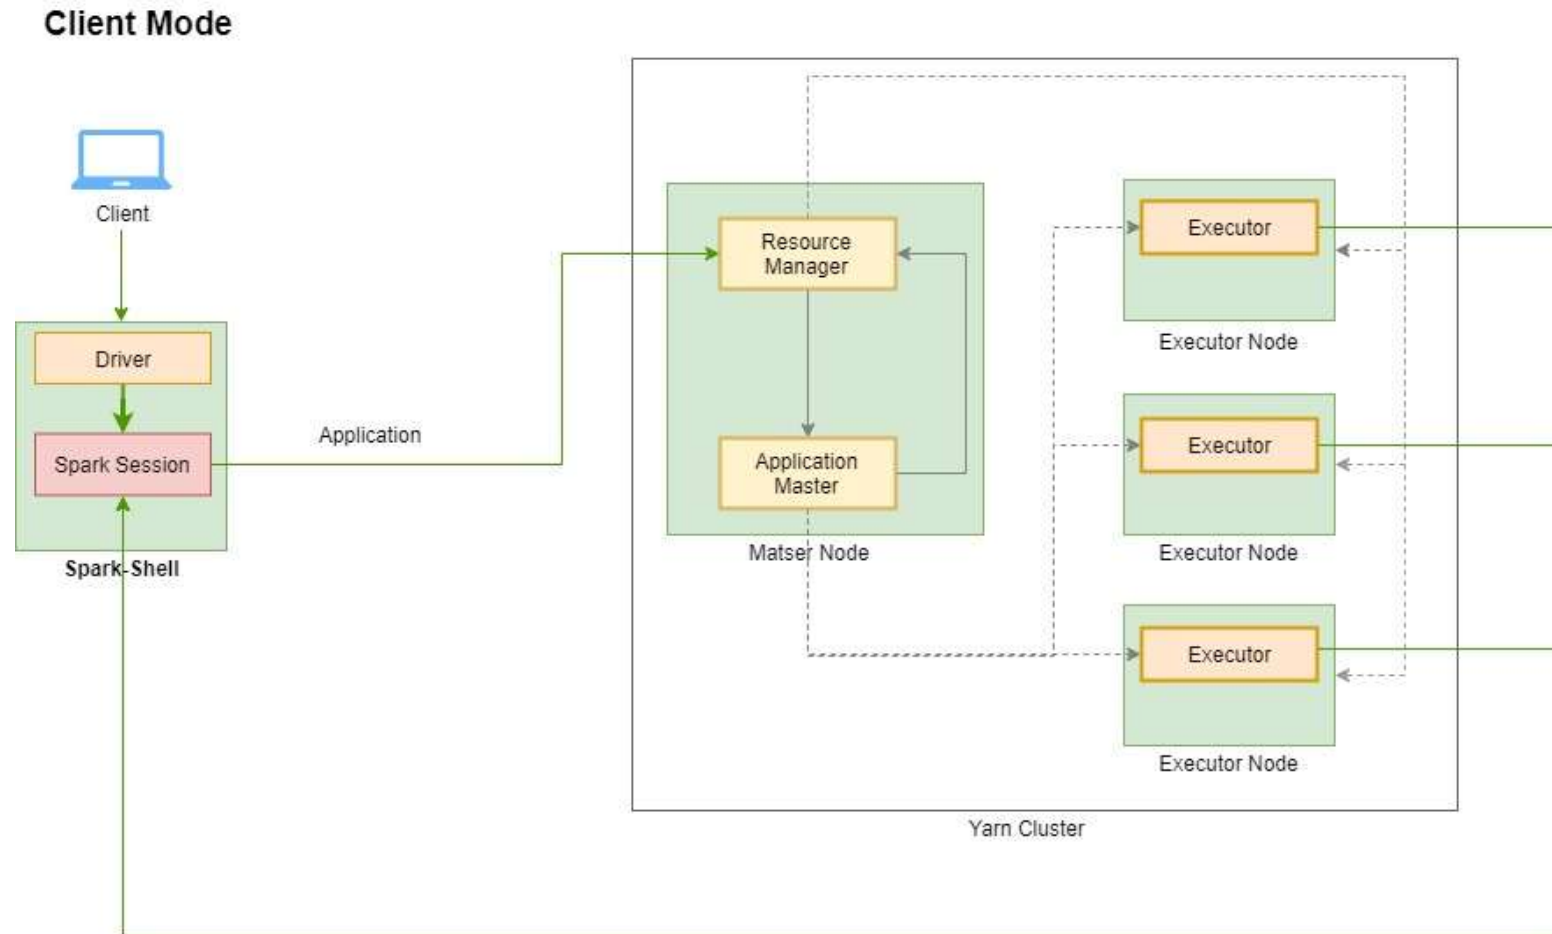 Client Mode
Client
Driver
Spark Session
Spark-Shell
Application
Resource
Manager
Application
Master
Matser Node
Executor
Executor Node
Executor
Executor Node
Executor
Executor Node
Yarn Cluster